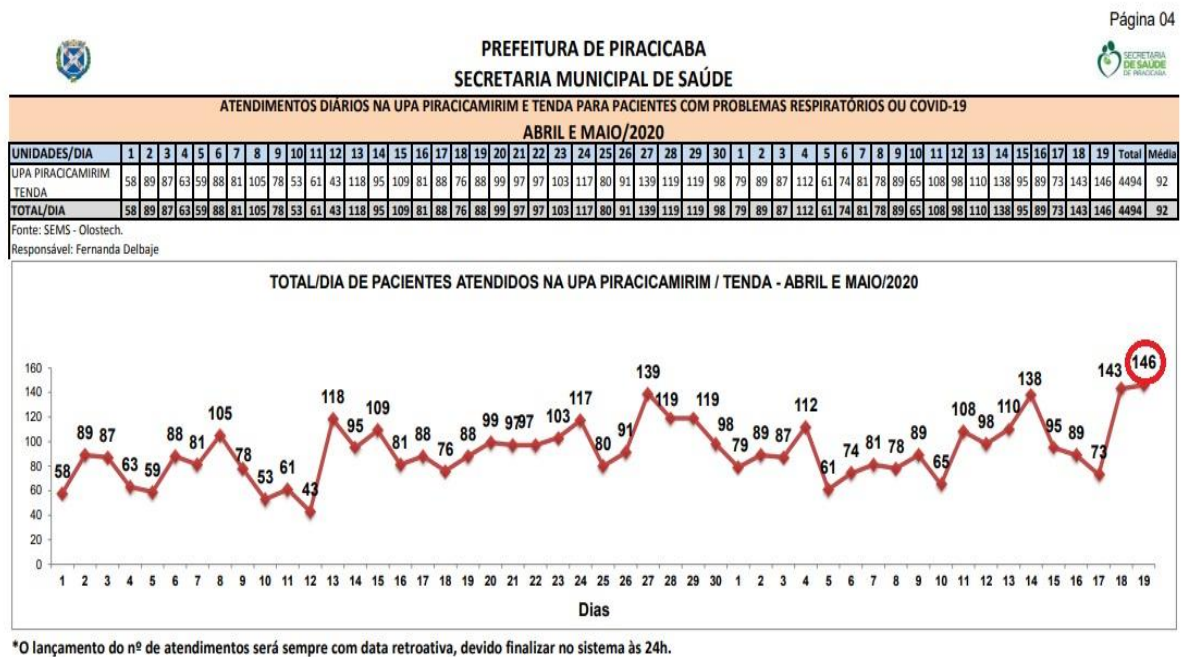 Página 04
PREFEITURA DE PIRACICABA
SECRETARIA MUNICIPAL DE SAÚDE
SECRETARIA
DE SAÚDE
DE PIRACICABA
ATENDIMENTOS DIÁRIOS NA UPA PIRACICAMIRIM E TENDA PARA PACIENTES COM PROBLEMAS RESPIRATÓRIOS OU COVID-19
ABRIL E MAIO/2020
UNIDADES/DIA 1 2 3 4 5 6 7 8 9 10 11 12 13 14 15 16 17 18 19 20 21 22 23 24 25 26 27 28 29 30 1 2 3 4 5 6 7 8 9 10 11 12 13 14 15 16 17 18 19 Total Média
UPA PIRACICAMIRIM
TENDA
58 89 87 63 59 88 81 105 78 53 61 43 118 95 109 81 88 76 88 99 97 97 103 117 80 91 139 119 119 98 79 89 87 112 61 74 81 78 89 65 108 98 110 138 95 89 73 143 146 4494 92
TOTAL/DIA 58 89 87 63 59 88 81 105 78 53 61 43 118 95 109 81 88 76 88 99 97 97 103 117 80 91 139 119 119 98 79 89 87 112 61 74 81 78 89 65 108 98 110 138 95 89 73 143 146 4494 92
Fonte: SEMS - Olostech.
Responsável: Fernanda Delbaje
TOTAL/DIA DE PACIENTES ATENDIDOS NA UPA PIRACICAMIRIM / TENDA - ABRIL E MAIO/2020
160
140
120
100
80
60
40
20
0
58 89 87 63 59 88 81 105 78 53 61 43 118 95 109 81 88 76 88 99 97 97 103 117 80 91 139 119 119 98 79 89 87 112 61 74 81 78 89 65 108 98 110 138 95 89 73 143 146
1 2 3 4 5 6 7 8 9 10 11 12 13 14 15 16 17 18 19 20 21 22 23 24 25 26 27 28 29 30 1 2 3 4 5 6 7 8 9 10 11 12 13 14 15 16 17 18 19
Dias
*O lançamento do nº de atendimentos será sempre com data retroativa, devido finalizar no sistema às 24h.